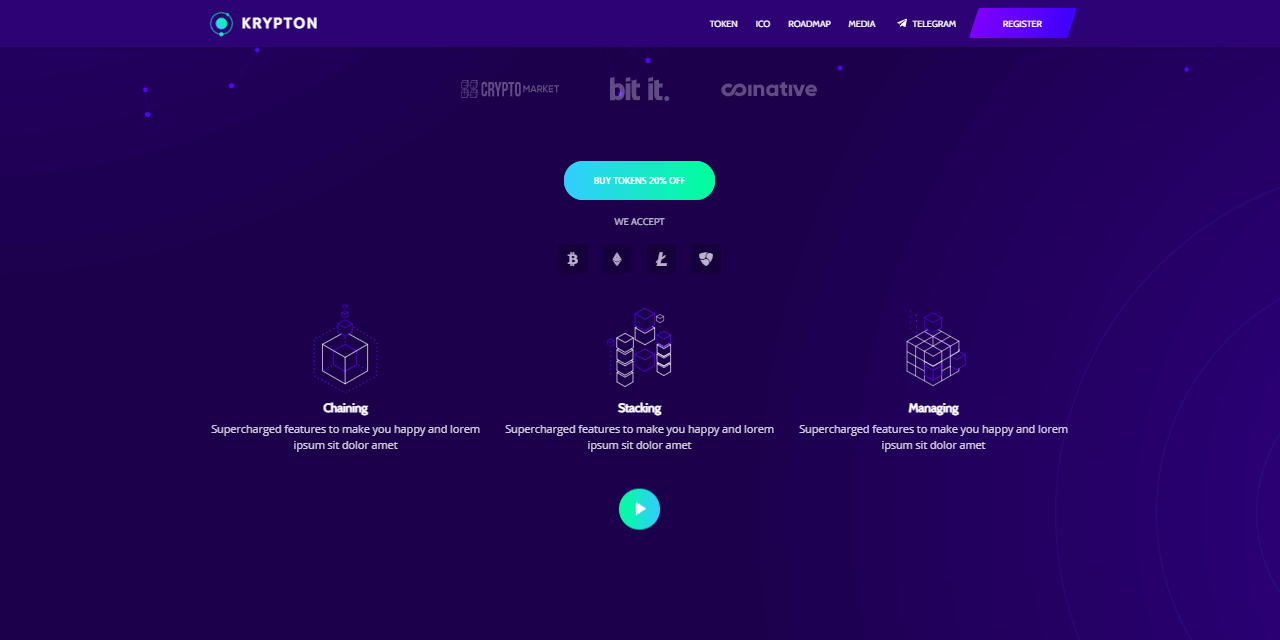 KRYPTON
TOKEN ICO ROADMAP MEDIA TELEGRAM REGISTER
CRYPTO MARKET bit it. coinative
BUY TOKENS 20% OFF
WE ACCEPT
Chaining Stacking Managing
Supercharged features to make you happy and lorem
ipsum sit dolor amet
Supercharged features to make you happy and lorem
ipsum sit dolor amet
Supercharged features to make you happy and lorem
ipsum sit dolor amet